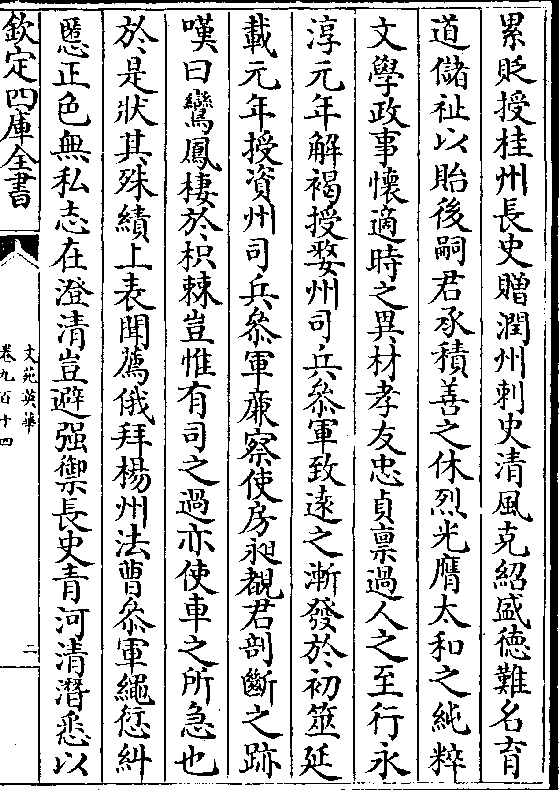 累貶授桂州長史贈潤州刺史清風克紹盛德難名育
道儲祉以貽後嗣君承積善之休烈光膺太和之純粹
文學政事懷適時之異材孝友忠貞稟過人之至行永
淳元年解褐授婺州司兵叅軍致逺之漸發於初筮延
載元年授資州司兵叅軍廉察使房昶覩君剖斷之跡
嘆曰鸞鳳棲於枳棘豈惟有司之過亦使車之所急也
於是狀其殊績上表聞薦俄拜楊州法曹叅軍繩愆糾
慝正色無私志在澄清豈避强禦長史青河清潛悉以
欽定四庫全書
文苑英華
卷九百十四
二